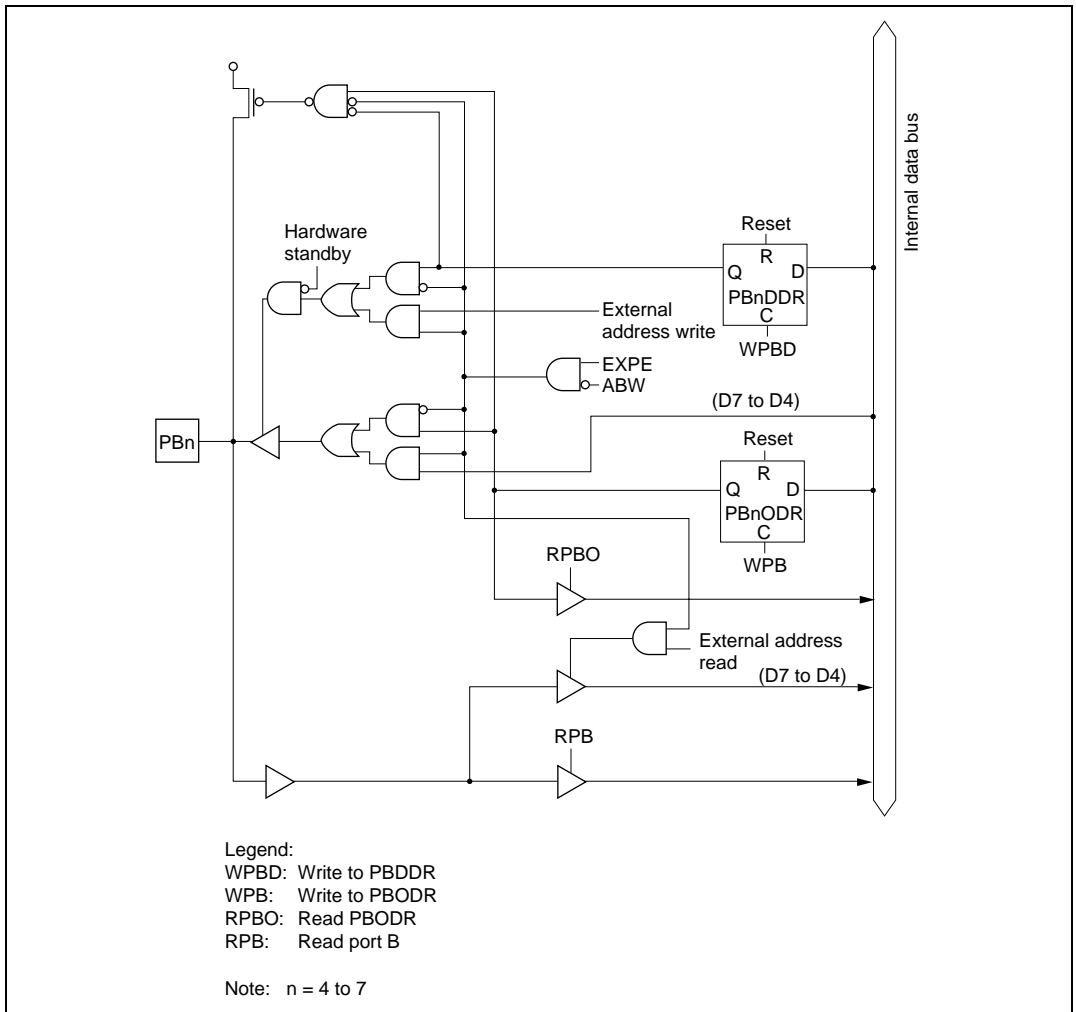 Internal data bus
Hardware
standby
Reset
R
Q D
PBnDDR
C
WPBD
External
address write
EXPE
ABW
(D7 to D4)
PBn
Reset
R
Q D
PBnODR
C
WPB
RPBO
External address
read
(D7 to D4)
RPB
Legend:
WPBD: Write to PBDDR
WPB: Write to PBODR
RPBO: Read PBODR
RPB: Read port B
Note: n = 4 to 7